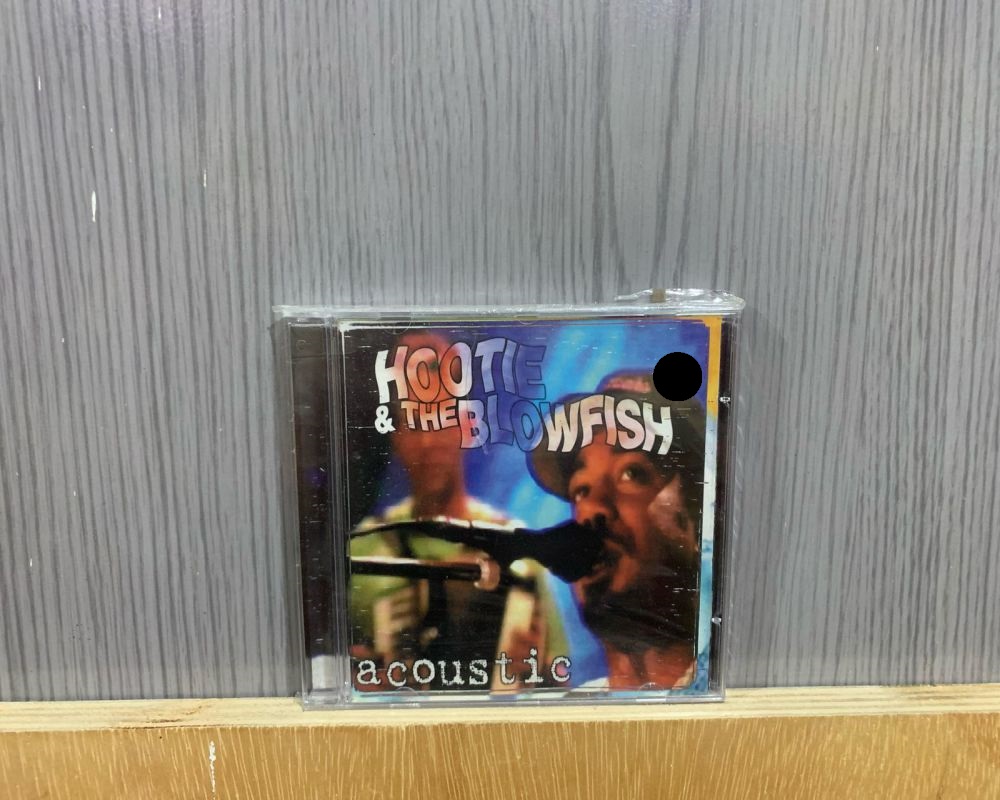 HOOTIE
& THE BLOWFISH
acoustic